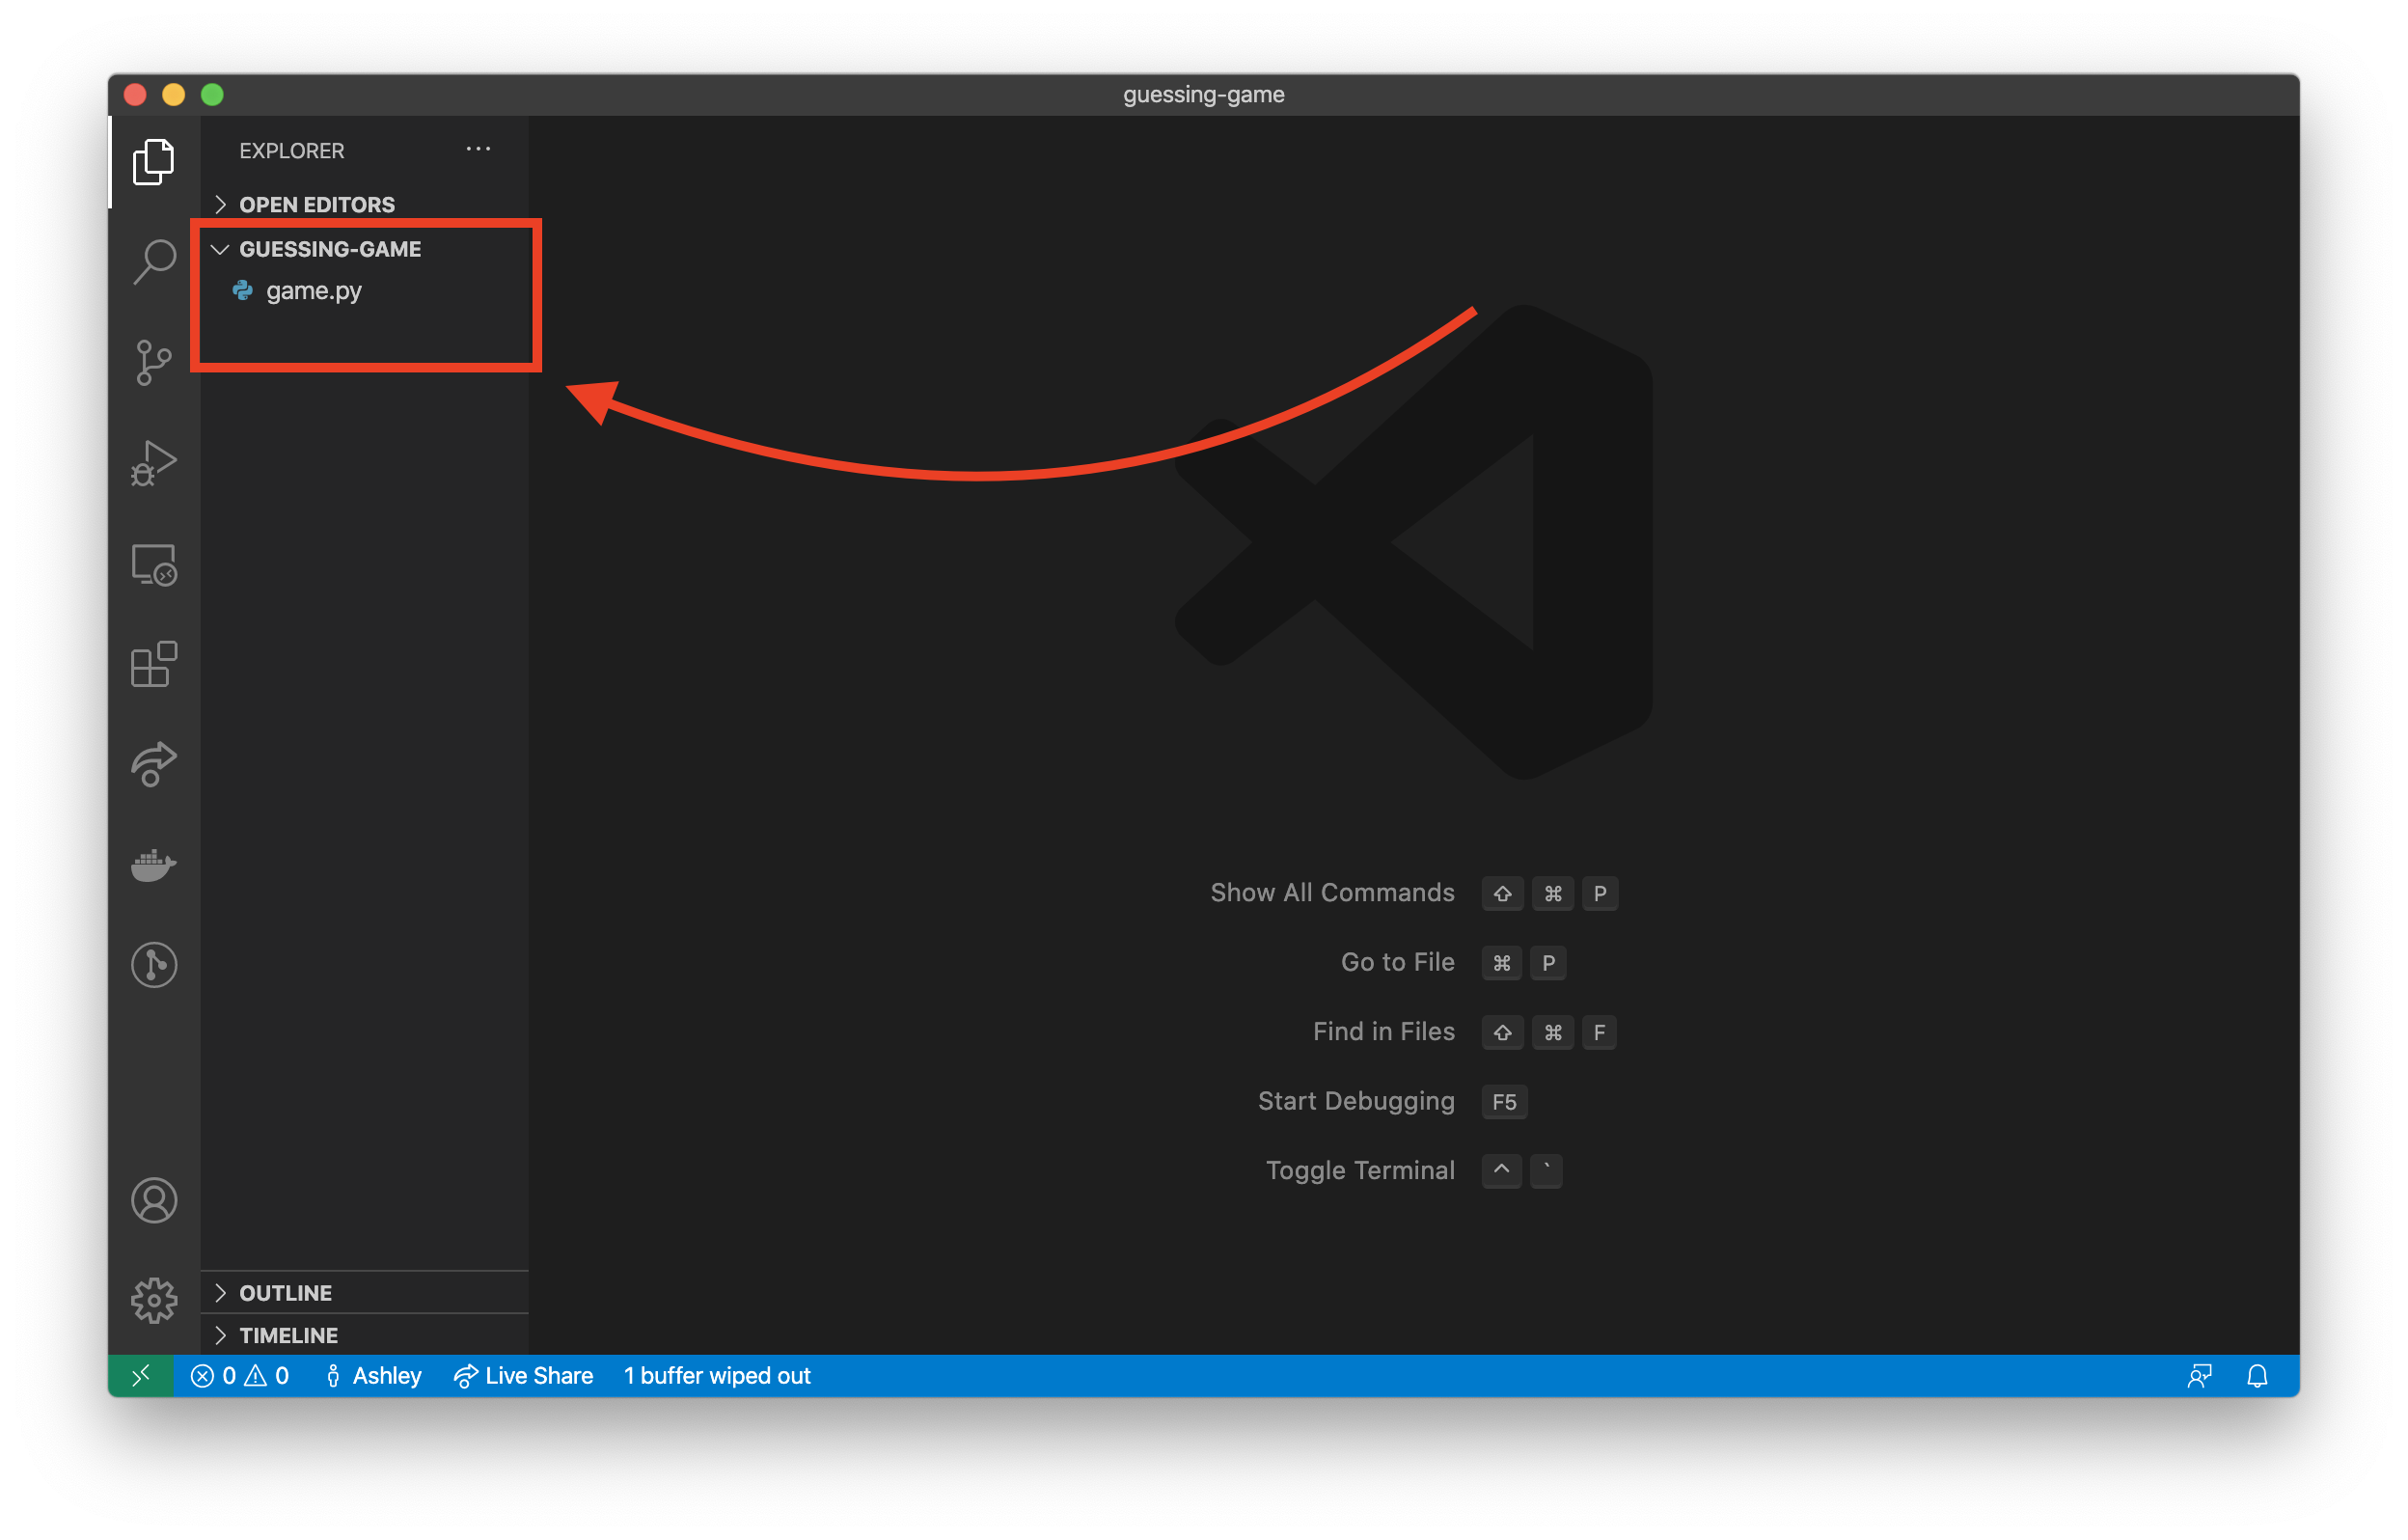 guessing-game
EXPLORER
OPEN EDITORS
GUESSING-GAME
game.py
Show All Commands ⇧ ⌘ P
Go to File ⌘ P
Find in Files ⇧ ⌘ F
Start Debugging F5
Toggle Terminal ^ `
OUTLINE
TIMELINE
0 0 Ashley Live Share 1 buffer wiped out